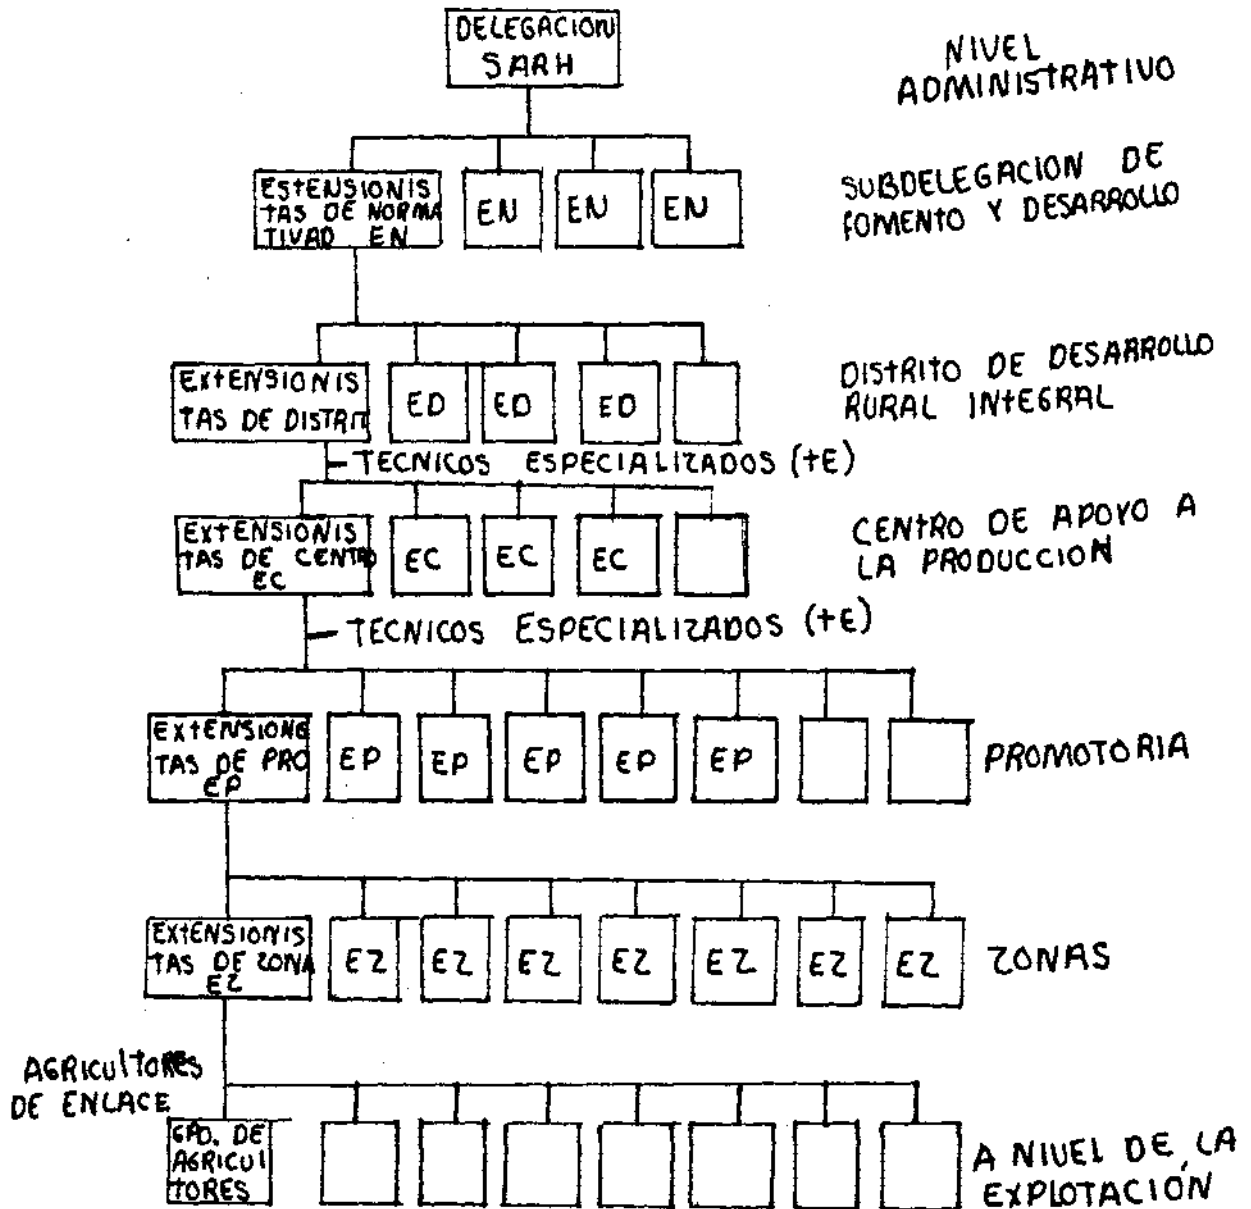 DELEGACION
SARH
NIVEL
ADMINISTRATIVO
ESTENSIONIS
TAS DE NORMA
TIVAD EN
EN
EN
EN
SUBDELEGACION DE
FOMENTO Y DESARROLLO
EXTENSIONIS
TAS DE DISTRIT
ED
ED
ED
DISTRITO DE DESARROLLO
RURAL INTEGRAL
TECNICOS ESPECIALIZADOS (TE)
EXTENSIONIS
TAS DE CENTRO
EC
EC
EC
EC
CENTRO DE APOYO A
LA PRODUCCION
TECNICOS ESPECIALIZADOS (TE)
EXTENSIONS
TAS DE PRO
EP
EP
EP
EP
EP
EP
PROMOTORIA
EXTENSIONIS
TAS DE ZONA
EZ
EZ
EZ
EZ
EZ
EZ
EZ
EZ
ZONAS
AGRICULTORES
DE ENLACE
GPO. DE
AGRICUL
TORES
A NIVEL DE LA
EXPLOTACIÓN